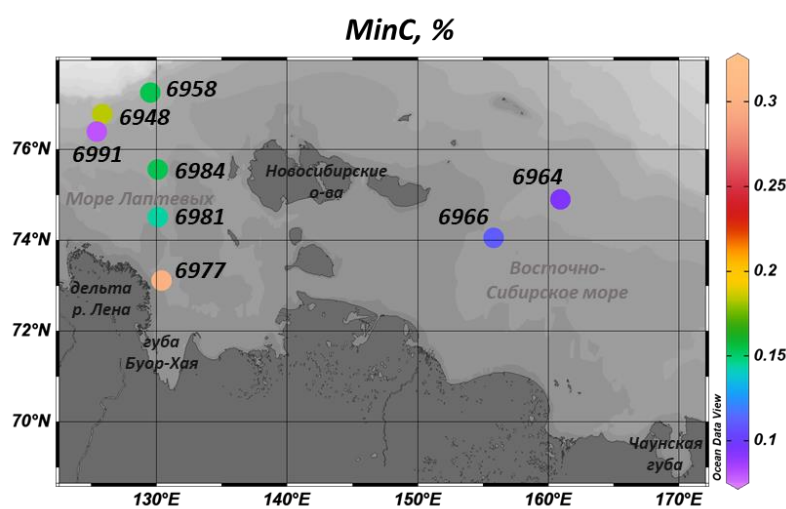 MinC, %
6958
6948
6991
76°N
6984
Новосибирские
о-ва
6964
Море Лаптевых
6981
6966
74°N
6977
Восточно-
Сибирское море
дельта
р. Лена
72°N
губа
Буор-Хая
70°N
Чаунская
губа
130°E
140°E
150°E
160°E
170°E
Ocean Data View
0.3
0.25
0.2
0.15
0.1